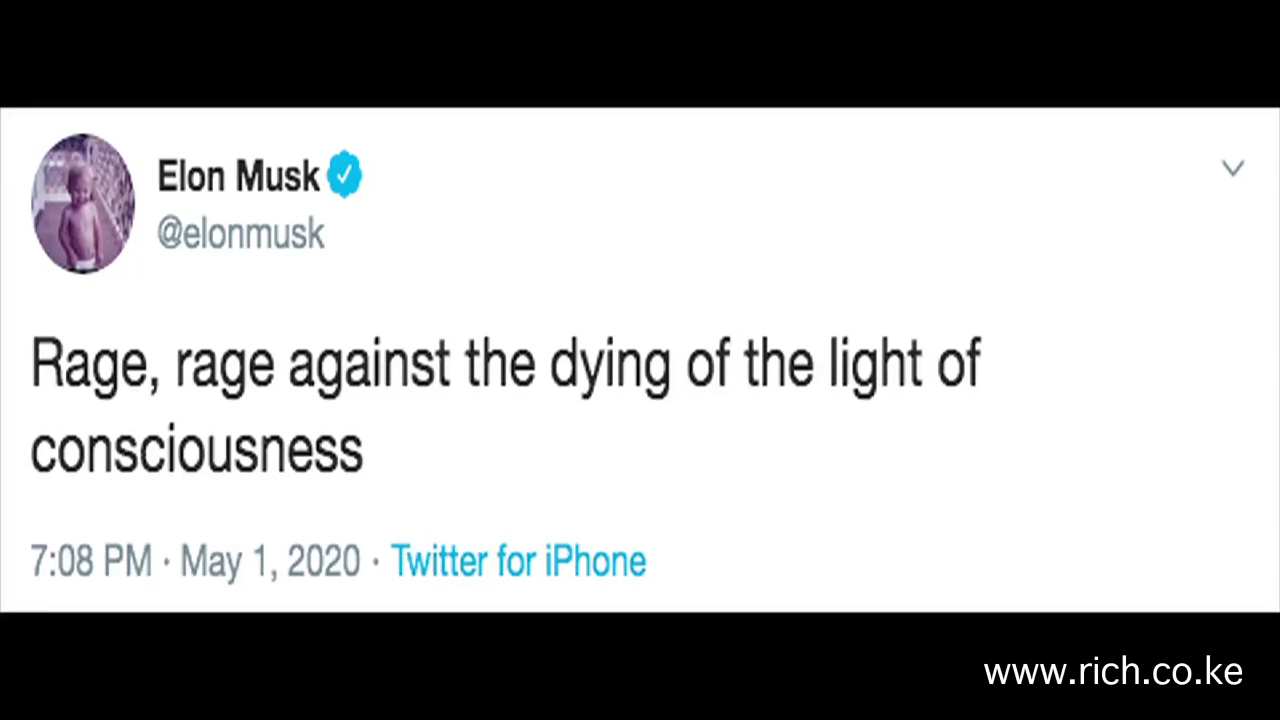 Elon Musk
@elonmusk
Rage, rage against the dying of the light of
consciousness
7:08 PM · May 1, 2020 · Twitter for iPhone
www.rich.co.ke